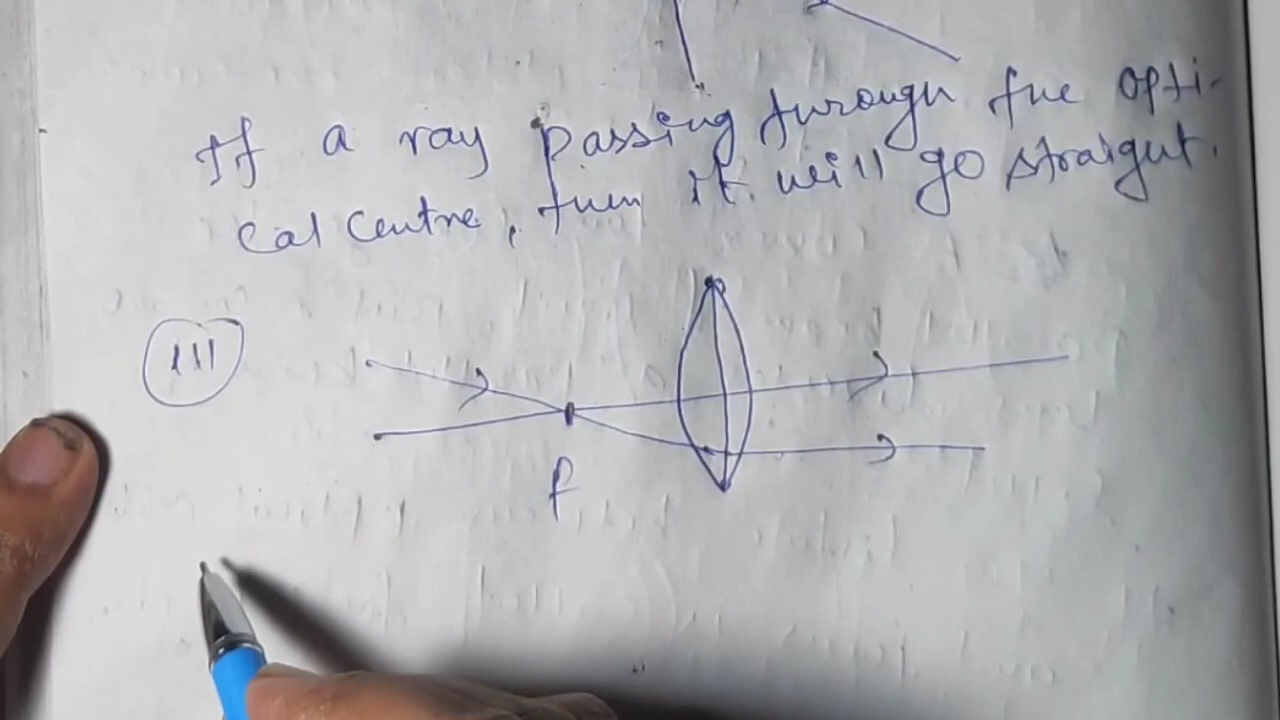 If a ray passing through the opti-
cal centre, then it will go straight.
III
f